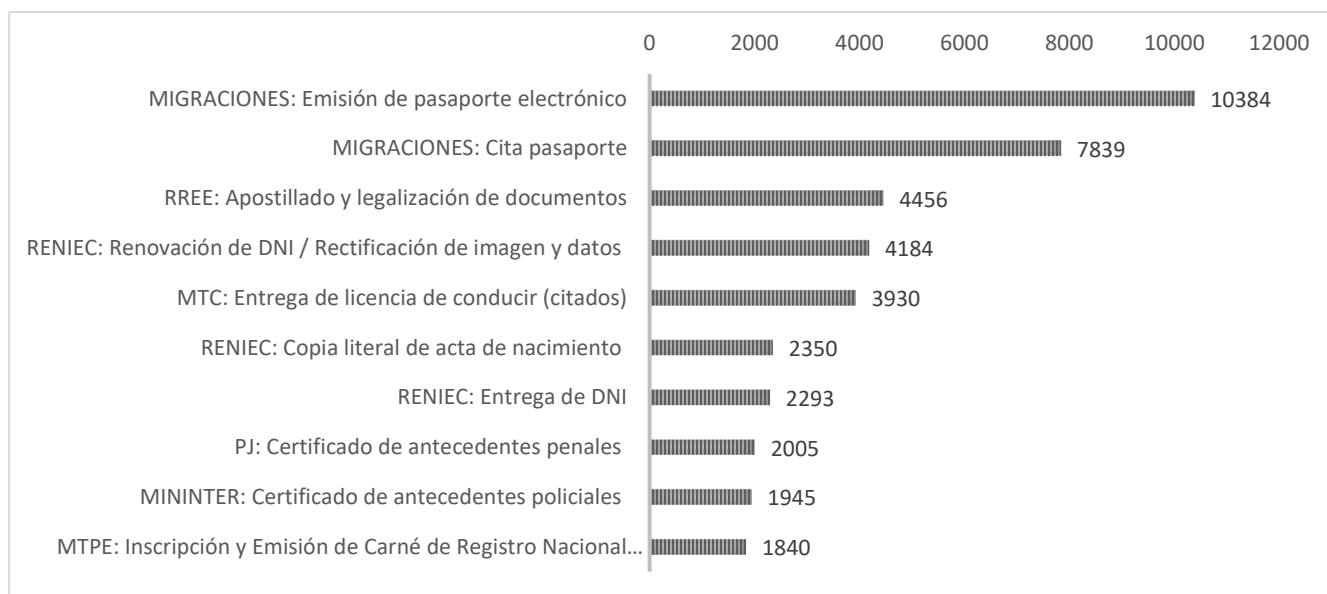 0 2000 4000 6000 8000 10000 12000
MIGRACIONES: Emisión de pasaporte electrónico 10384
MIGRACIONES: Cita pasaporte 7839
RREE: Apostillado y legalización de documentos 4456
RENIEC: Renovación de DNI / Rectificación de imagen y datos 4184
MTC: Entrega de licencia de conducir (citados) 3930
RENIEC: Copia literal de acta de nacimiento 2350
RENIEC: Entrega de DNI 2293
PJ: Certificado de antecedentes penales 2005
MININTER: Certificado de antecedentes policiales 1945
MTPE: Inscripción y Emisión de Carné de Registro Nacional... 1840